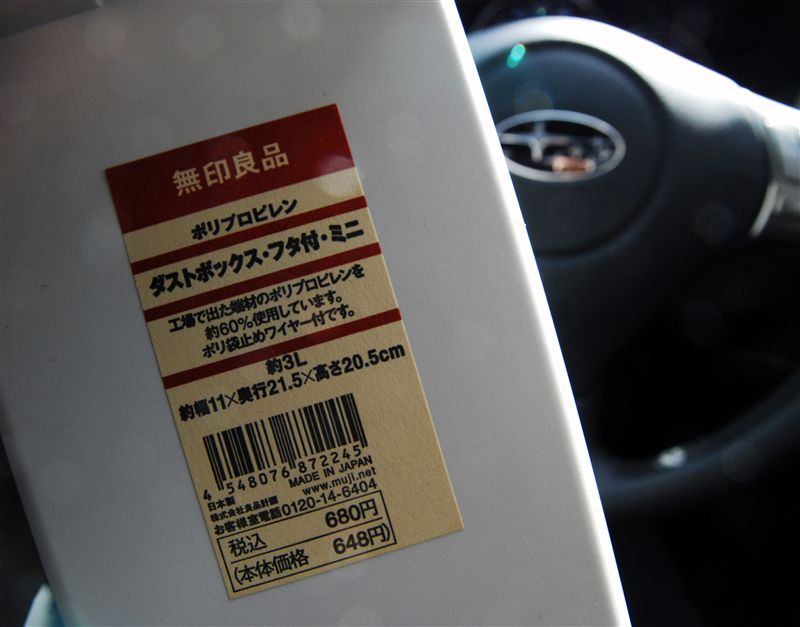 無印良品
ポリプロピレン
ダストボックス・フタ付・ミニ
工場で出た端材のポリプロピレンを
約60%使用しています。
ポリ袋止めワイヤー付です。
約3L
約幅11×奥行21.5×高さ20.5cm
4 548076 872245
日本製 MADE IN JAPAN
株式会社良品計画 www.muji.net
お客様室電話0120-14-6404
税込 680円
(本体価格 648円)